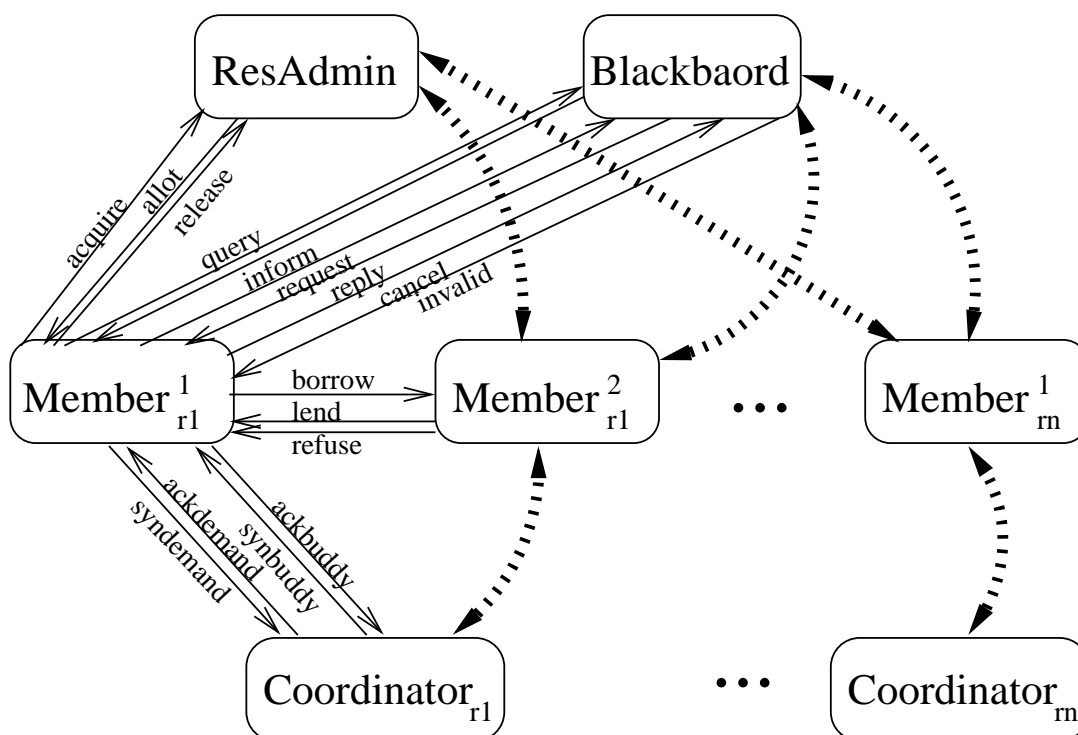 ResAdmin
Blackbaord
acquire
allot
release
query
inform
request
reply
cancel
invalid
Member 1 r1
borrow
lend
refuse
Member 2 r1
...
Member 1 rn
syndemand
ackdemand
synbuddy
ackbuddy
Coordinator r1
...
Coordinator rn